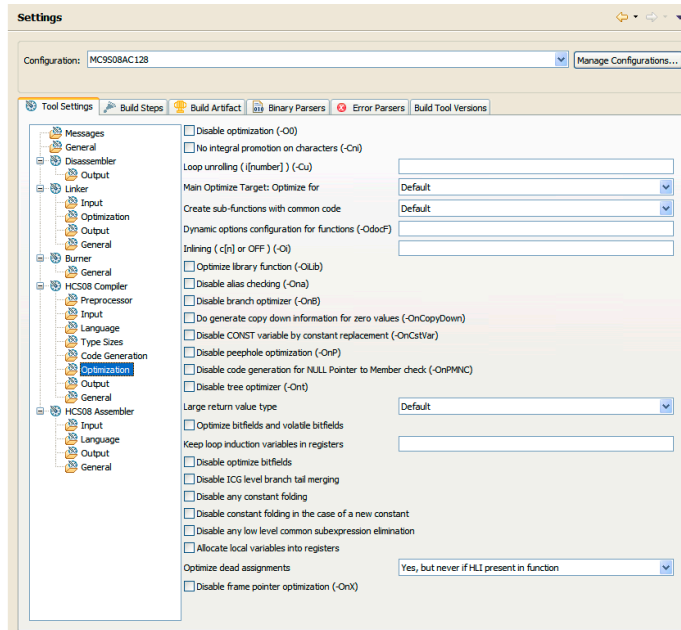 Settings
Configuration: MC9S08AC128 Manage Configurations...
Tool Settings Build Steps Build Artifact Binary Parsers Error Parsers Build Tool Versions
Messages
General
Disassembler
Output
Linker
Input
Optimization
Output
General
Burner
General
HCS08 Compiler
Preprocessor
Input
Language
Type Sizes
Code Generation
Optimization
Output
General
HCS08 Assembler
Input
Language
Output
General
Disable optimization (-O0)
No integral promotion on characters (-Cni)
Loop unrolling ( i[number] ) (-Cu)
Main Optimize Target: Optimize for Default
Create sub-functions with common code Default
Dynamic options configuration for functions (-OdocF)
Inlining ( c[n] or OFF ) (-Oi)
Optimize library function (-OiLib)
Disable alias checking (-Ona)
Disable branch optimizer (-OnB)
Do generate copy down information for zero values (-OnCopyDown)
Disable CONST variable by constant replacement (-OnCstVar)
Disable peephole optimization (-OnP)
Disable code generation for NULL Pointer to Member check (-OnPMNC)
Disable tree optimizer (-Ont)
Large return value type Default
Optimize bitfields and volatile bitfields
Keep loop induction variables in registers
Disable optimize bitfields
Disable ICG level branch tail merging
Disable any constant folding
Disable constant folding in the case of a new constant
Disable any low level common subexpression elimination
Allocate local variables into registers
Optimize dead assignments Yes, but never if HLI present in function
Disable frame pointer optimization (-OnX)